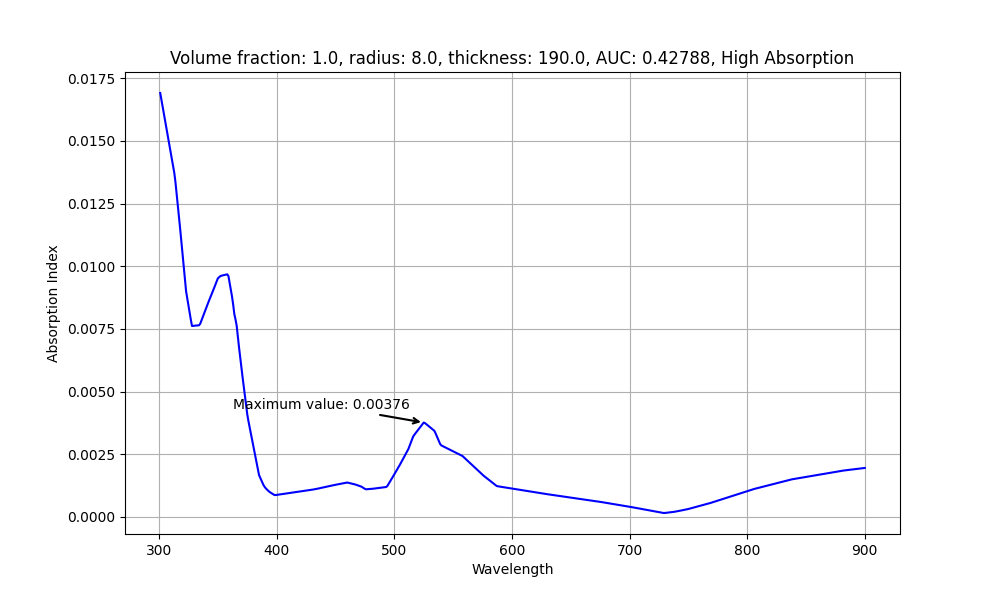 Volume fraction: 1.0, radius: 8.0, thickness: 190.0, AUC: 0.42788, High Absorption
0.0175
0.0150
0.0125
0.0100
0.0075
0.0050
0.0025
0.0000
Absorption Index
Maximum value: 0.00376
300 400 500 600 700 800 900
Wavelength